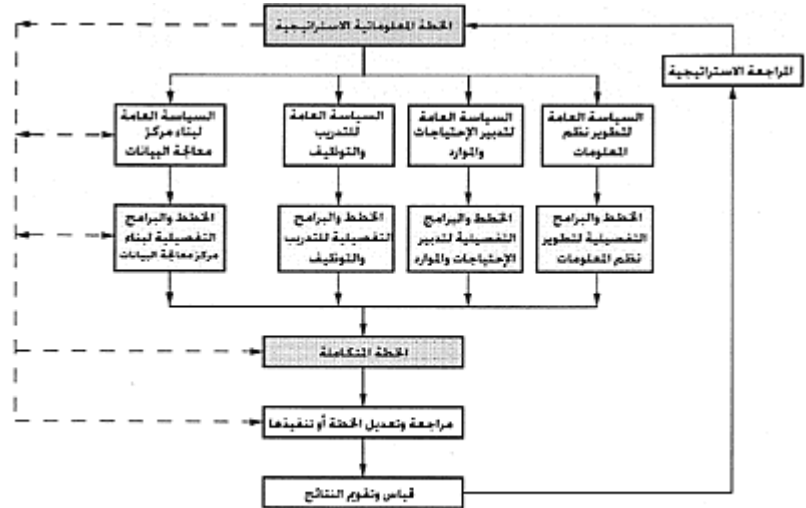 الخطة المعلوماتية الاستراتيجية
المراجعة الاستراتيجية
السياسة العامة
لتطوير نظم
المعلومات
السياسة العامة
لتدبير الإحتياجات
والموارد
السياسة العامة
للتدريب
والتوظيف
السياسة العامة
لبناء مركز
معالجة البيانات
الخطط والبرامج
التفصيلية لتطوير
نظم المعلومات
الخطط والبرامج
التفصيلية لتدبير
الإحتياجات والموارد
الخطط والبرامج
التفصيلية للتدريب
والتوظيف
الخطط والبرامج
التفصيلية لبناء
مركز معالجة البيانات
الخطة المتكاملة
مراجعة وتعديل الخطة أو تنفيذها
قياس وتقويم النتائج